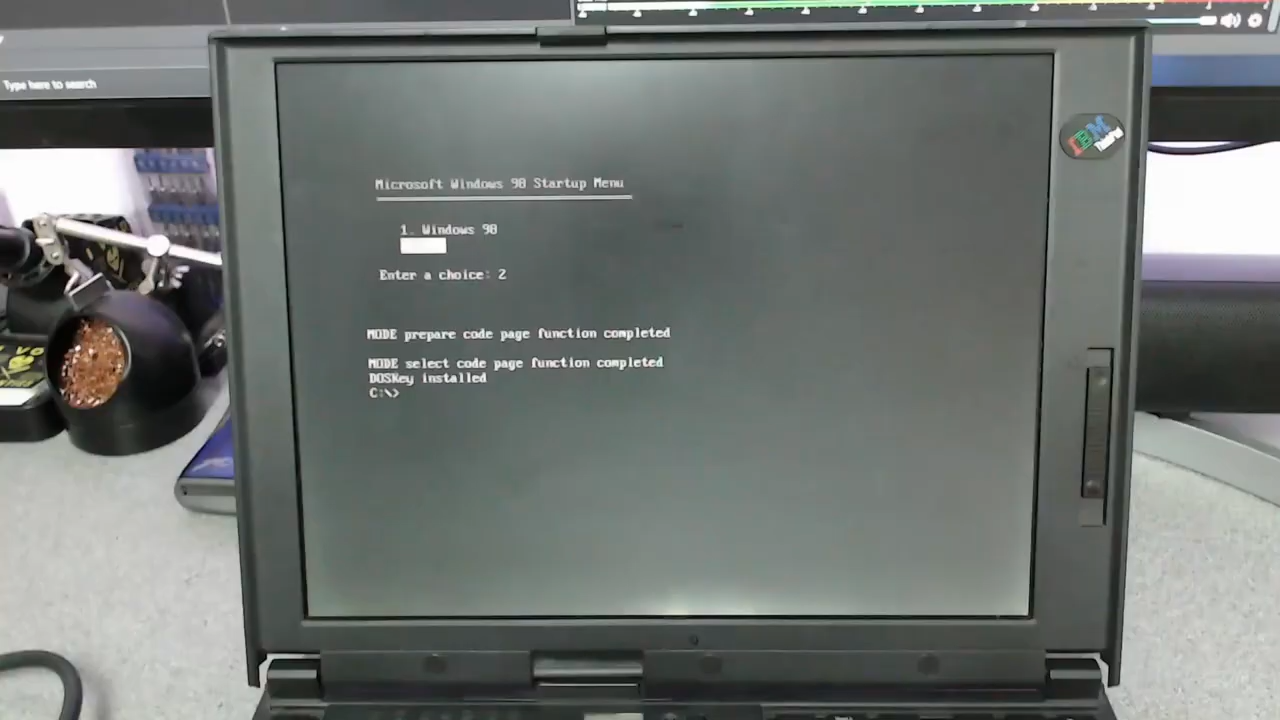 Type here to search
IBM
Microsoft Windows 98 Startup Menu
1. Windows 98
Enter a choice: 2
MODE prepare code page function completed
MODE select code page function completed
DOSKey installed
C:\>